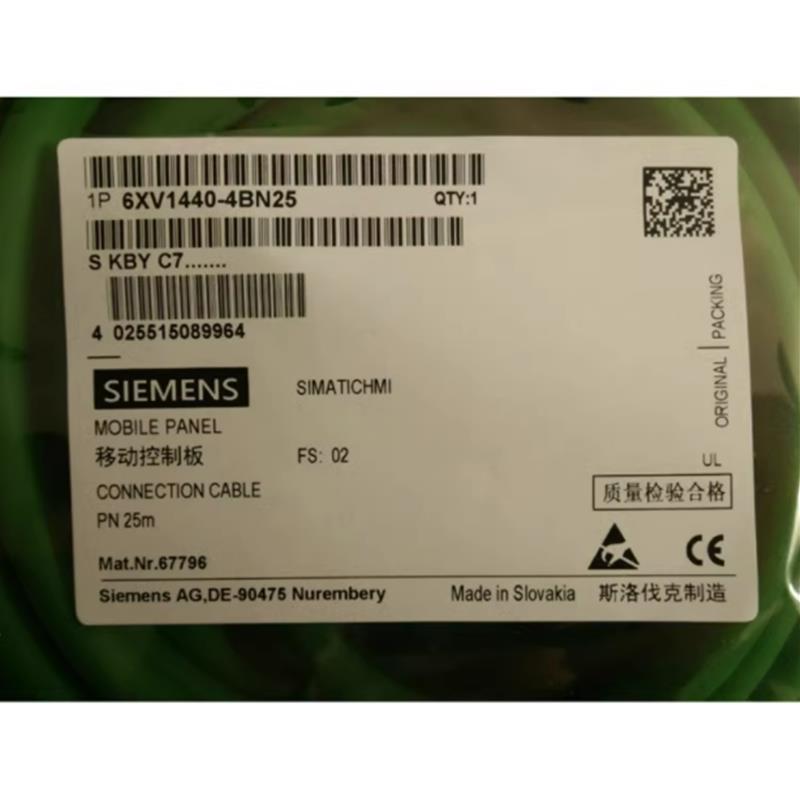 1P 6XV1440-4BN25 QTY:1
S KBY C7.......
4 025515089964
SIEMENS SIMATICHMI
MOBILE PANEL
移动控制板 FS: 02
CONNECTION CABLE
PN 25m
Mat.Nr.67796
Siemens AG,DE-90475 Nurembery Made in Slovakia 斯洛伐克制造
ORIGINAL PACKING
UL
质量检验合格
CE